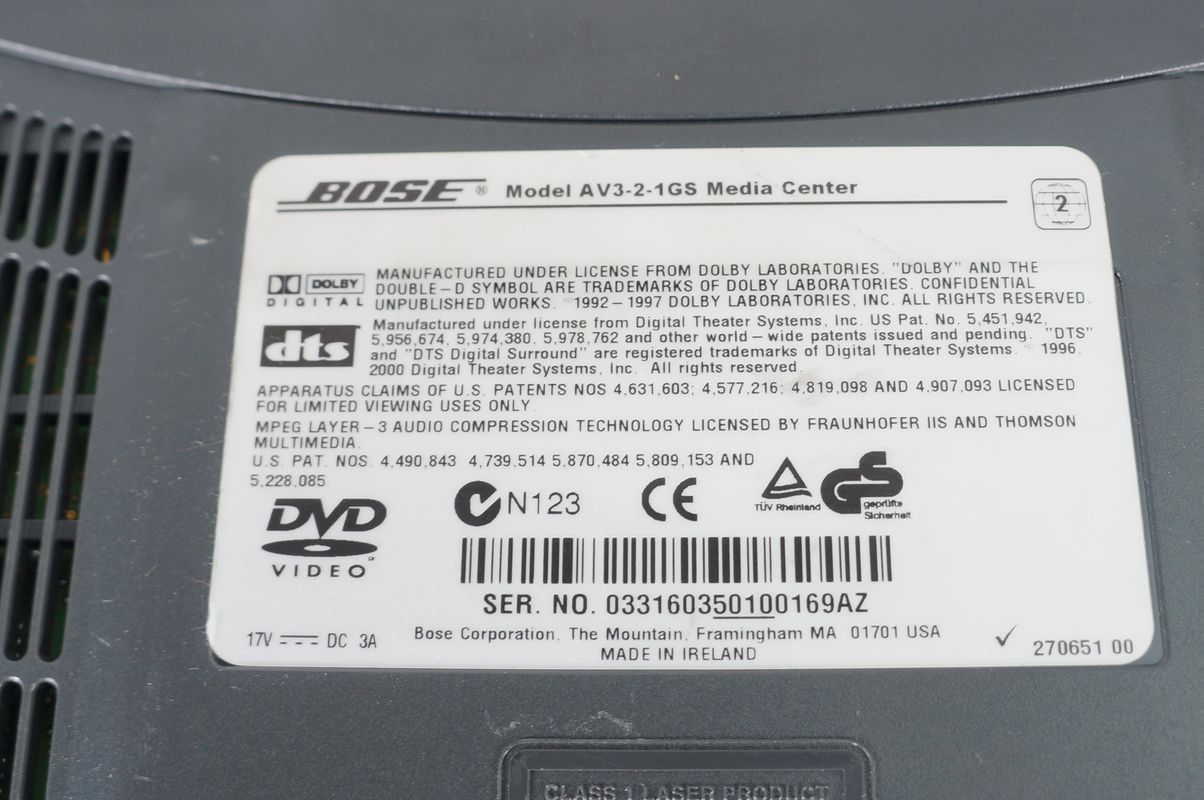 BOSE® Model AV3-2-1GS Media Center
2
DOLBY
DIGITAL
MANUFACTURED UNDER LICENSE FROM DOLBY LABORATORIES. "DOLBY" AND THE
DOUBLE-D SYMBOL ARE TRADEMARKS OF DOLBY LABORATORIES. CONFIDENTIAL
UNPUBLISHED WORKS. ©1992-1997 DOLBY LABORATORIES, INC. ALL RIGHTS RESERVED.
dts
Manufactured under license from Digital Theater Systems, Inc. US Pat. No. 5,451,942,
5,956,674, 5,974,380, 5,978,762 and other world-wide patents issued and pending. "DTS"
and "DTS Digital Surround" are registered trademarks of Digital Theater Systems. © 1996,
2000 Digital Theater Systems, Inc. All rights reserved.
APPARATUS CLAIMS OF U.S. PATENTS NOS 4,631,603; 4,577,216; 4,819,098 AND 4,907,093 LICENSED
FOR LIMITED VIEWING USES ONLY.
MPEG LAYER-3 AUDIO COMPRESSION TECHNOLOGY LICENSED BY FRAUNHOFER IIS AND THOMSON
MULTIMEDIA.
U.S. PAT. NOS. 4,490,843 4,739,514 5,870,484 5,809,153 AND
5,228,085
DVD
VIDEO
N123
CE
TÜV Rheinland
GS
geprüfte
Sicherheit
SER. NO. 033160350100169AZ
17V DC 3A
Bose Corporation, The Mountain, Framingham MA 01701 USA
MADE IN IRELAND
270651 00
CLASS 1 LASER PRODUCT